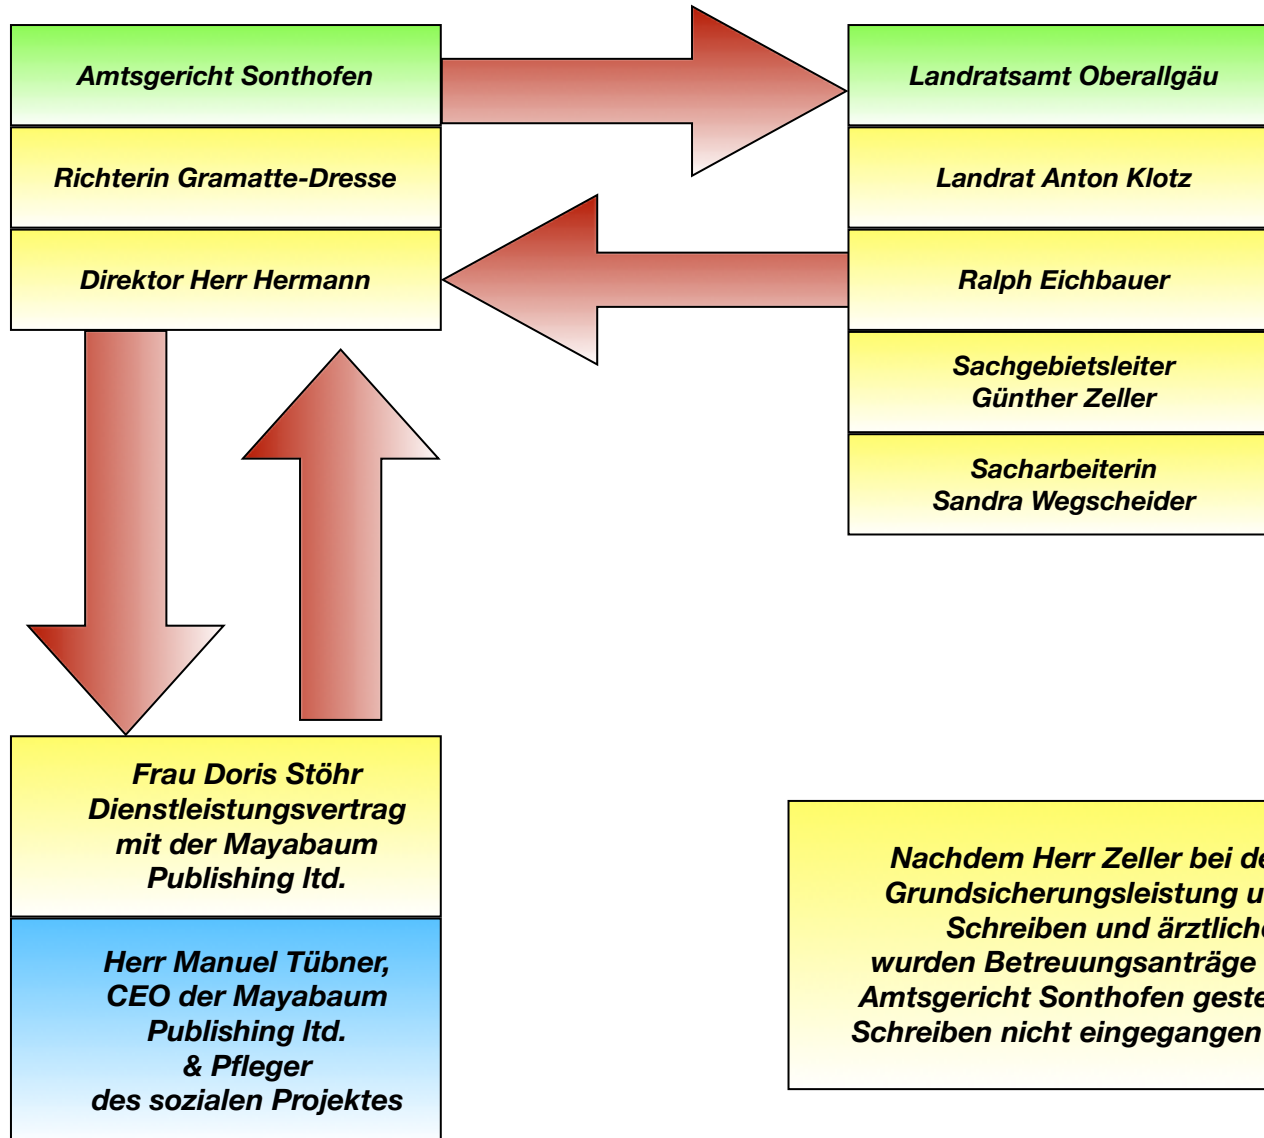 Amtsgericht Sonthofen
Richterin Gramatte-Dresse
Direktor Herr Hermann
Landratsamt Oberallgäu
Landrat Anton Klotz
Ralph Eichbauer
Sachgebietsleiter
Günther Zeller
Sacharbeiterin
Sandra Wegscheider
Frau Doris Stöhr
Dienstleistungsvertrag
mit der Mayabaum
Publishing ltd.
Herr Manuel Tübner,
CEO der Mayabaum
Publishing ltd.
& Pfleger
des sozialen Projektes
Nachdem Herr Zeller bei
Grundsicherungsleistung
Schreiben und
wurden Betreuungsanträge
Amtsgericht Sonthofen
Schreiben nicht eingegangen